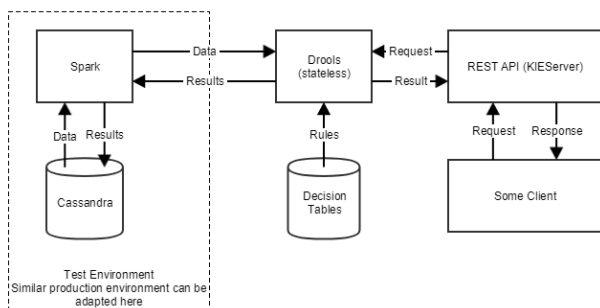 Spark
Data
Results
Drools
(stateless)
Request
Result
REST API (KIEServer)
Data
Results
Rules
Request
Response
Cassandra
Decision
Tables
Some Client
Test Environment
Similar production environment can be
adapted here